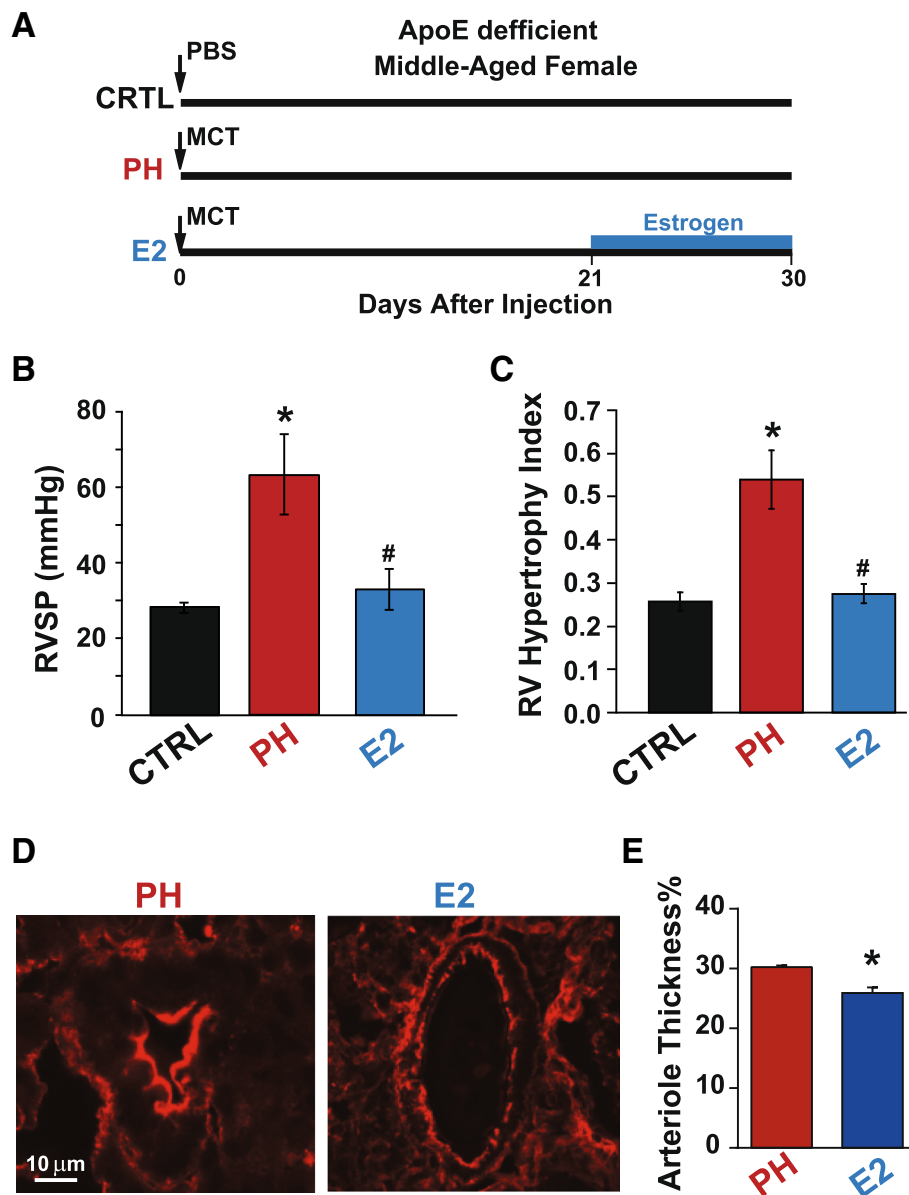 A
ApoE defficient
Middle-Aged Female
PBS
CRTL
MCT
PH
MCT
Estrogen
E2
0
21
30
Days After Injection
B
80
60
40
20
0
RVSP (mmHg)
*
#
CTRL
PH
E2
C
0.7
0.6
0.5
0.4
0.3
0.2
0.1
0.0
RV Hypertrophy Index
*
#
CTRL
PH
E2
D
PH
E2
10 μm
E
40
30
20
10
0
Arteriole Thickness%
*
PH
E2